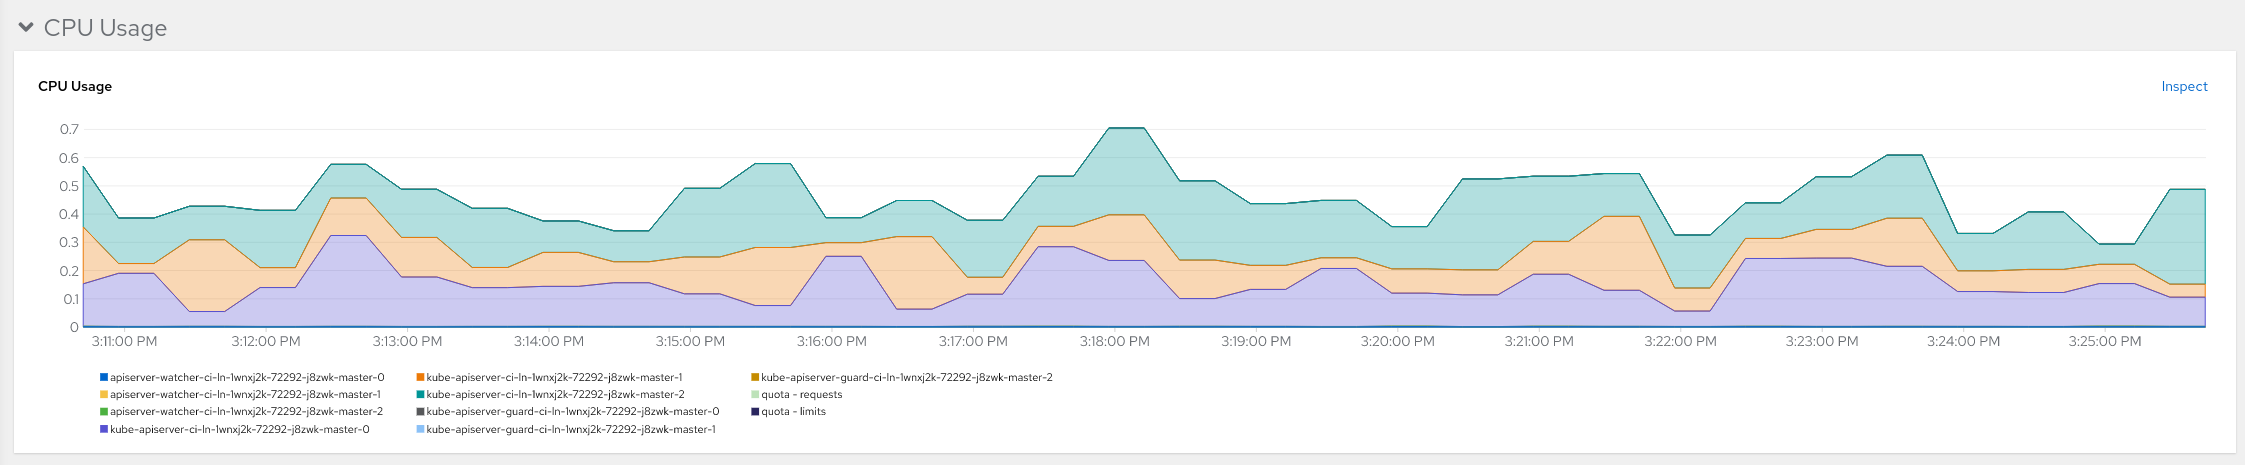 CPU Usage
CPU Usage
Inspect
0.7
0.6
0.5
0.4
0.3
0.2
0.1
0
3:11:00 PM 3:12:00 PM 3:13:00 PM 3:14:00 PM 3:15:00 PM 3:16:00 PM 3:17:00 PM 3:18:00 PM 3:19:00 PM 3:20:00 PM 3:21:00 PM 3:22:00 PM 3:23:00 PM 3:24:00 PM 3:25:00 PM
apiserver-watcher-ci-ln-1wnxj2k-72292-j8zwk-master-0
apiserver-watcher-ci-ln-1wnxj2k-72292-j8zwk-master-1
apiserver-watcher-ci-ln-1wnxj2k-72292-j8zwk-master-2
kube-apiserver-ci-ln-1wnxj2k-72292-j8zwk-master-0
kube-apiserver-ci-ln-1wnxj2k-72292-j8zwk-master-1
kube-apiserver-ci-ln-1wnxj2k-72292-j8zwk-master-2
kube-apiserver-guard-ci-ln-1wnxj2k-72292-j8zwk-master-0
kube-apiserver-guard-ci-ln-1wnxj2k-72292-j8zwk-master-1
kube-apiserver-guard-ci-ln-1wnxj2k-72292-j8zwk-master-2
quota - requests
quota - limits